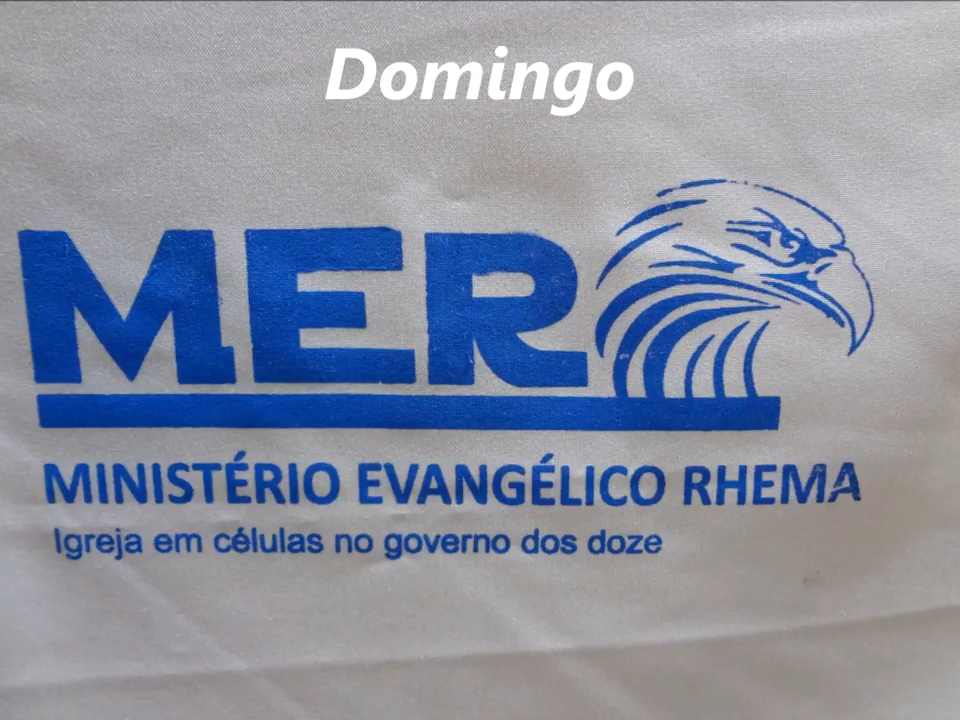 Domingo
MER
MINISTÉRIO EVANGÉLICO RHEMA
Igreja em células no governo dos doze